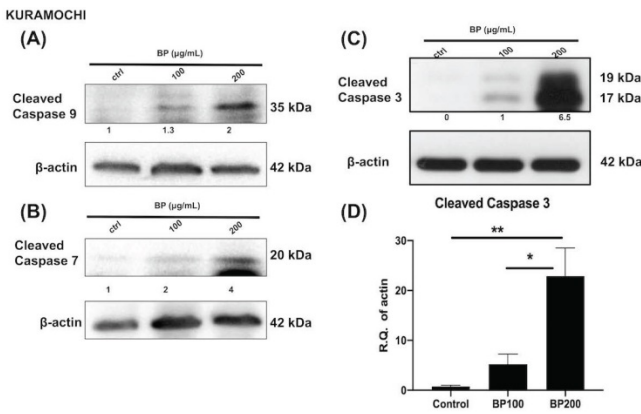 KURAMOCHI
(A)
BP (µg/mL)
ctrl 100 200
Cleaved
Caspase 9
35 kDa
1 1.3 2
β-actin 42 kDa
(B)
BP (µg/mL)
ctrl 100 200
Cleaved
Caspase 7
20 kDa
1 2 4
β-actin 42 kDa
(C)
BP (µg/mL)
ctrl 100 200
Cleaved
Caspase 3
19 kDa
17 kDa
0 1 6.5
β-actin 42 kDa
(D)
Cleaved Caspase 3
R.Q. of actin
30
20
10
0
**
*
Control BP100 BP200